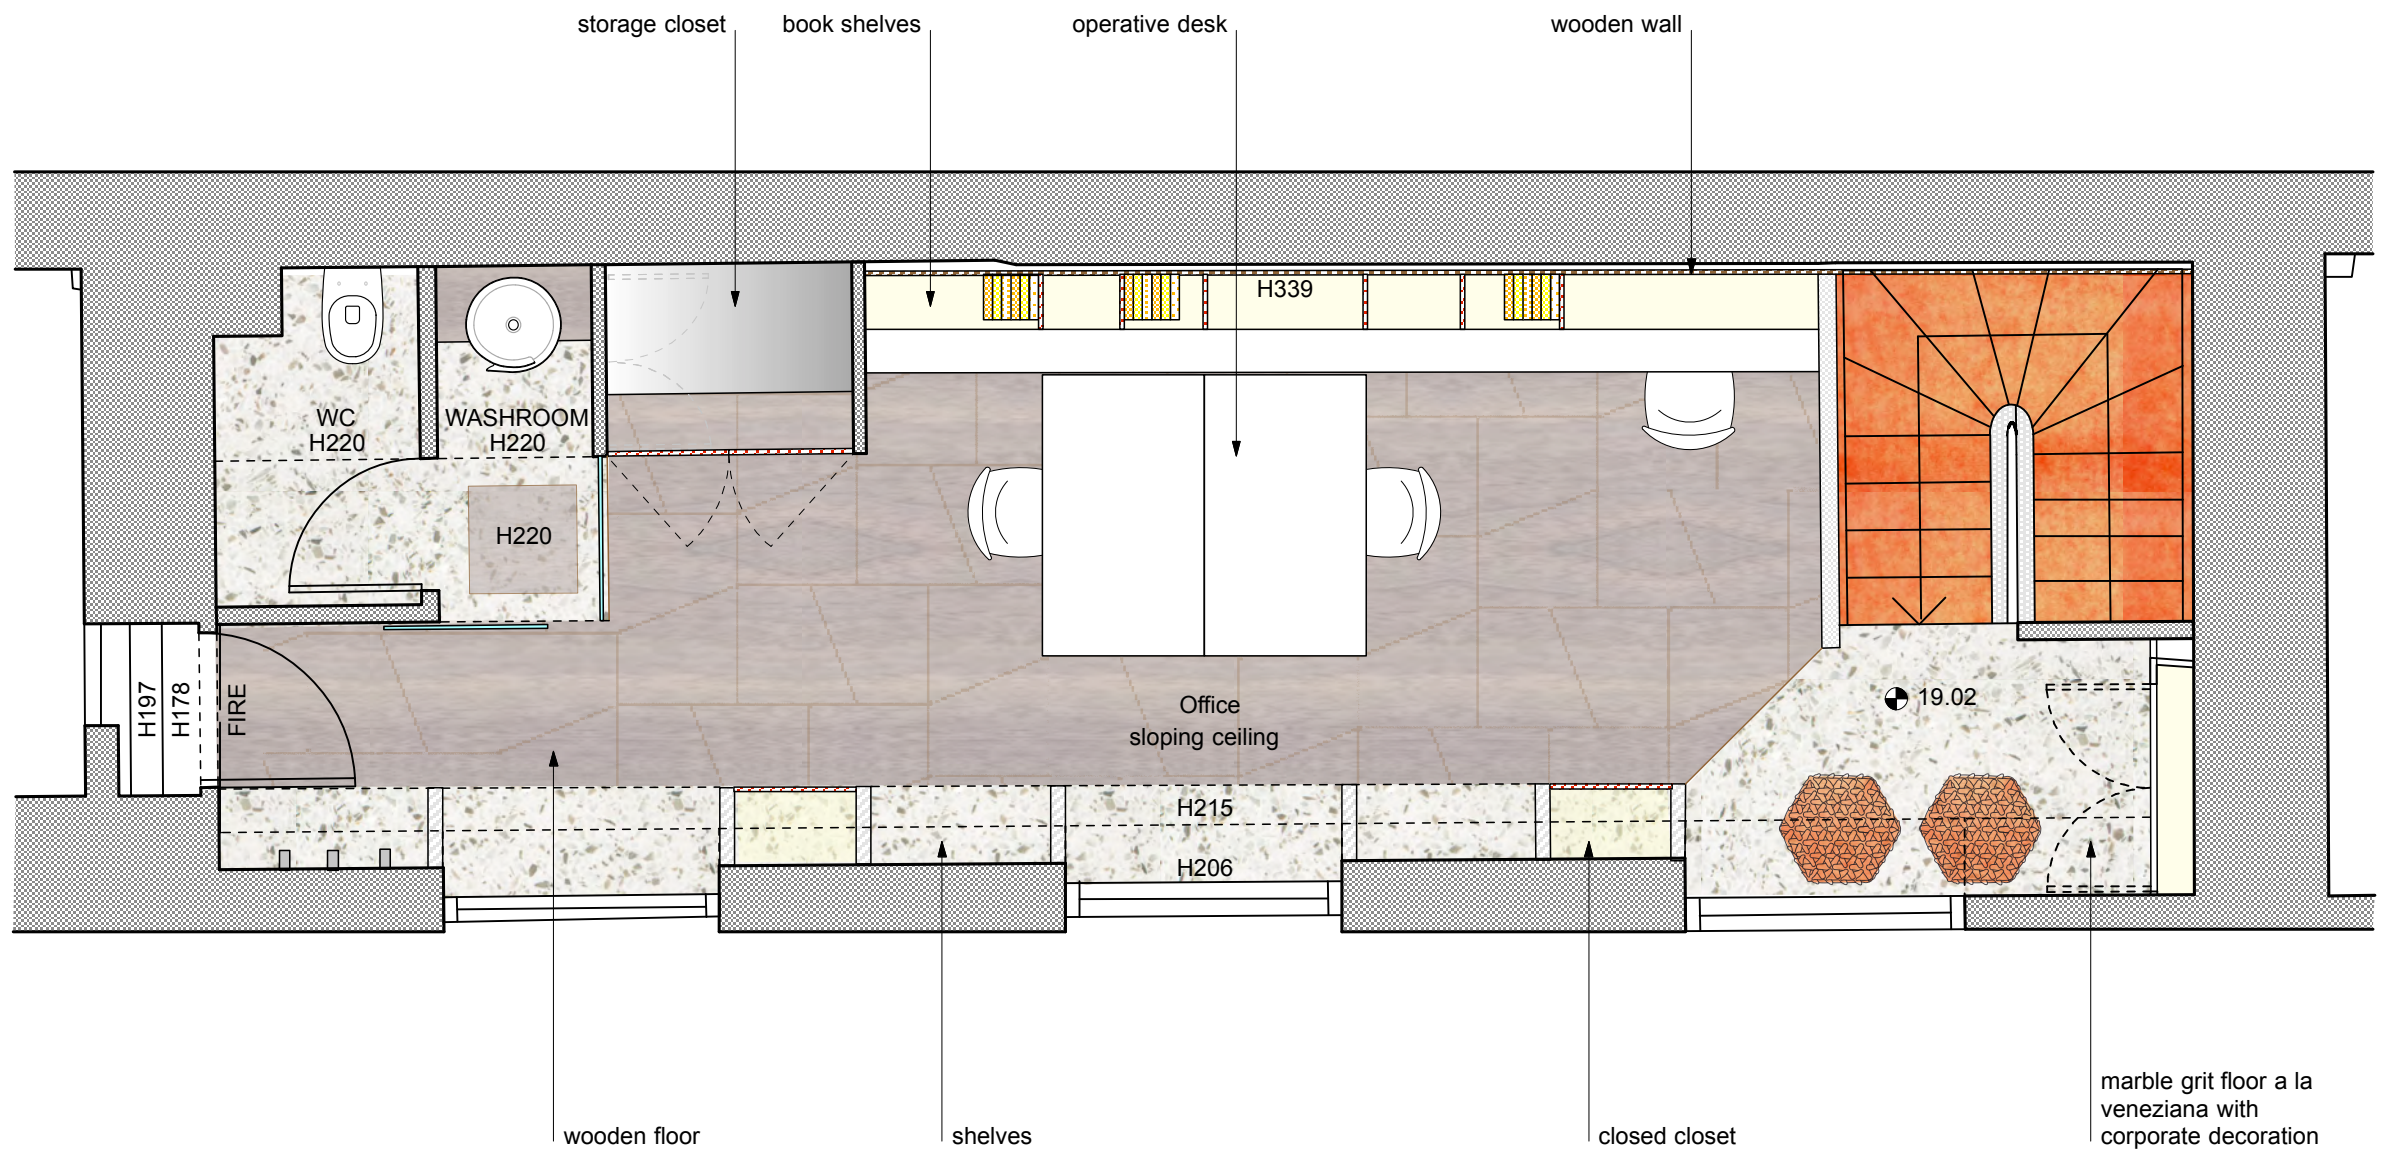 storage closet
book shelves
operative desk
wooden wall
H339
WC
H220
WASHROOM
H220
H220
H197
H178
FIRE
Office
sloping ceiling
19.02
H215
H206
wooden floor
shelves
closed closet
marble grit floor a la
veneziana with
corporate decoration